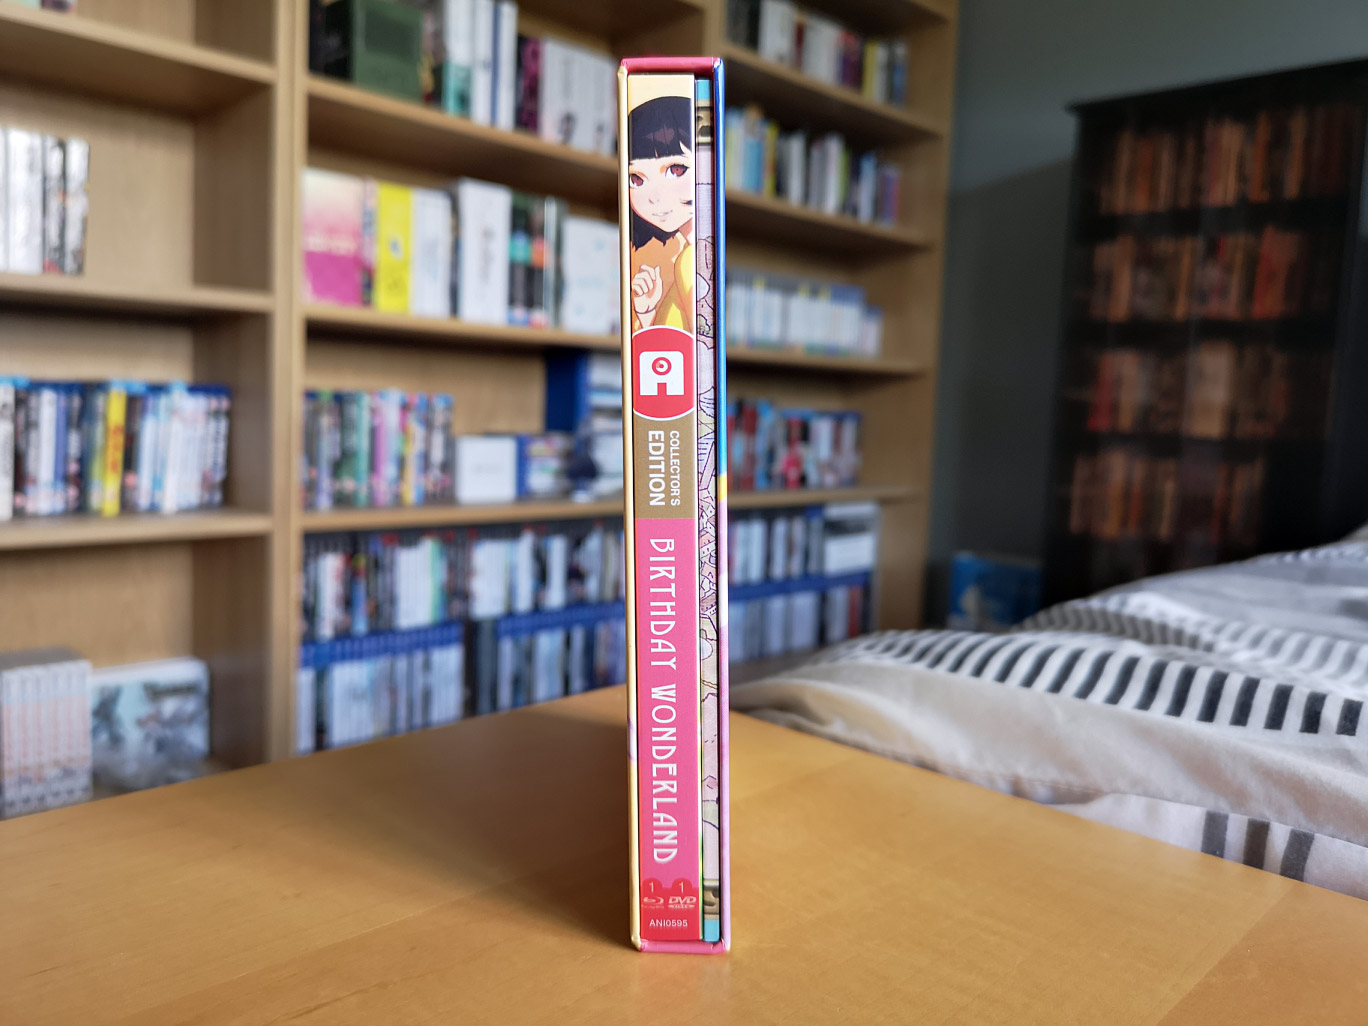 COLLECTOR'S
EDITION
BIRTHDAY WONDERLAND
1 1
DVD
ANI0595